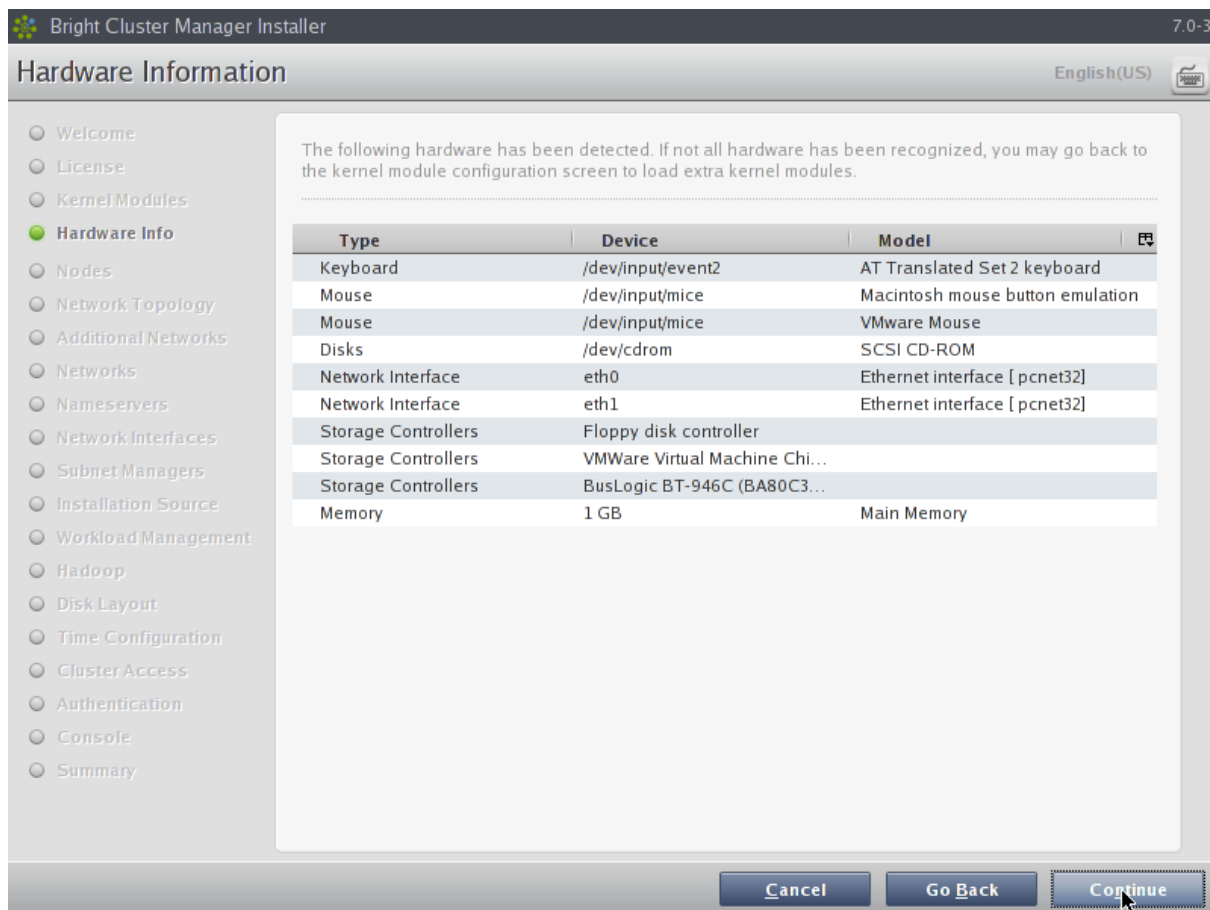 Bright Cluster Manager Installer 7.0-3
Hardware Information English(US)
Welcome
License
Kernel Modules
Hardware Info
Nodes
Network Topology
Additional Networks
Networks
Nameservers
Network Interfaces
Subnet Managers
Installation Source
Workload Management
Hadoop
Disk Layout
Time Configuration
Cluster Access
Authentication
Console
Summary
The following hardware has been detected. If not all hardware has been recognized, you may go back to
the kernel module configuration screen to load extra kernel modules.
Type Device Model
Keyboard /dev/input/event2 AT Translated Set 2 keyboard
Mouse /dev/input/mice Macintosh mouse button emulation
Mouse /dev/input/mice VMware Mouse
Disks /dev/cdrom SCSI CD-ROM
Network Interface eth0 Ethernet interface [ pcnet32]
Network Interface eth1 Ethernet interface [ pcnet32]
Storage Controllers Floppy disk controller
Storage Controllers VMWare Virtual Machine Chi...
Storage Controllers BusLogic BT-946C (BA80C3...
Memory 1 GB Main Memory
Cancel Go Back Continue